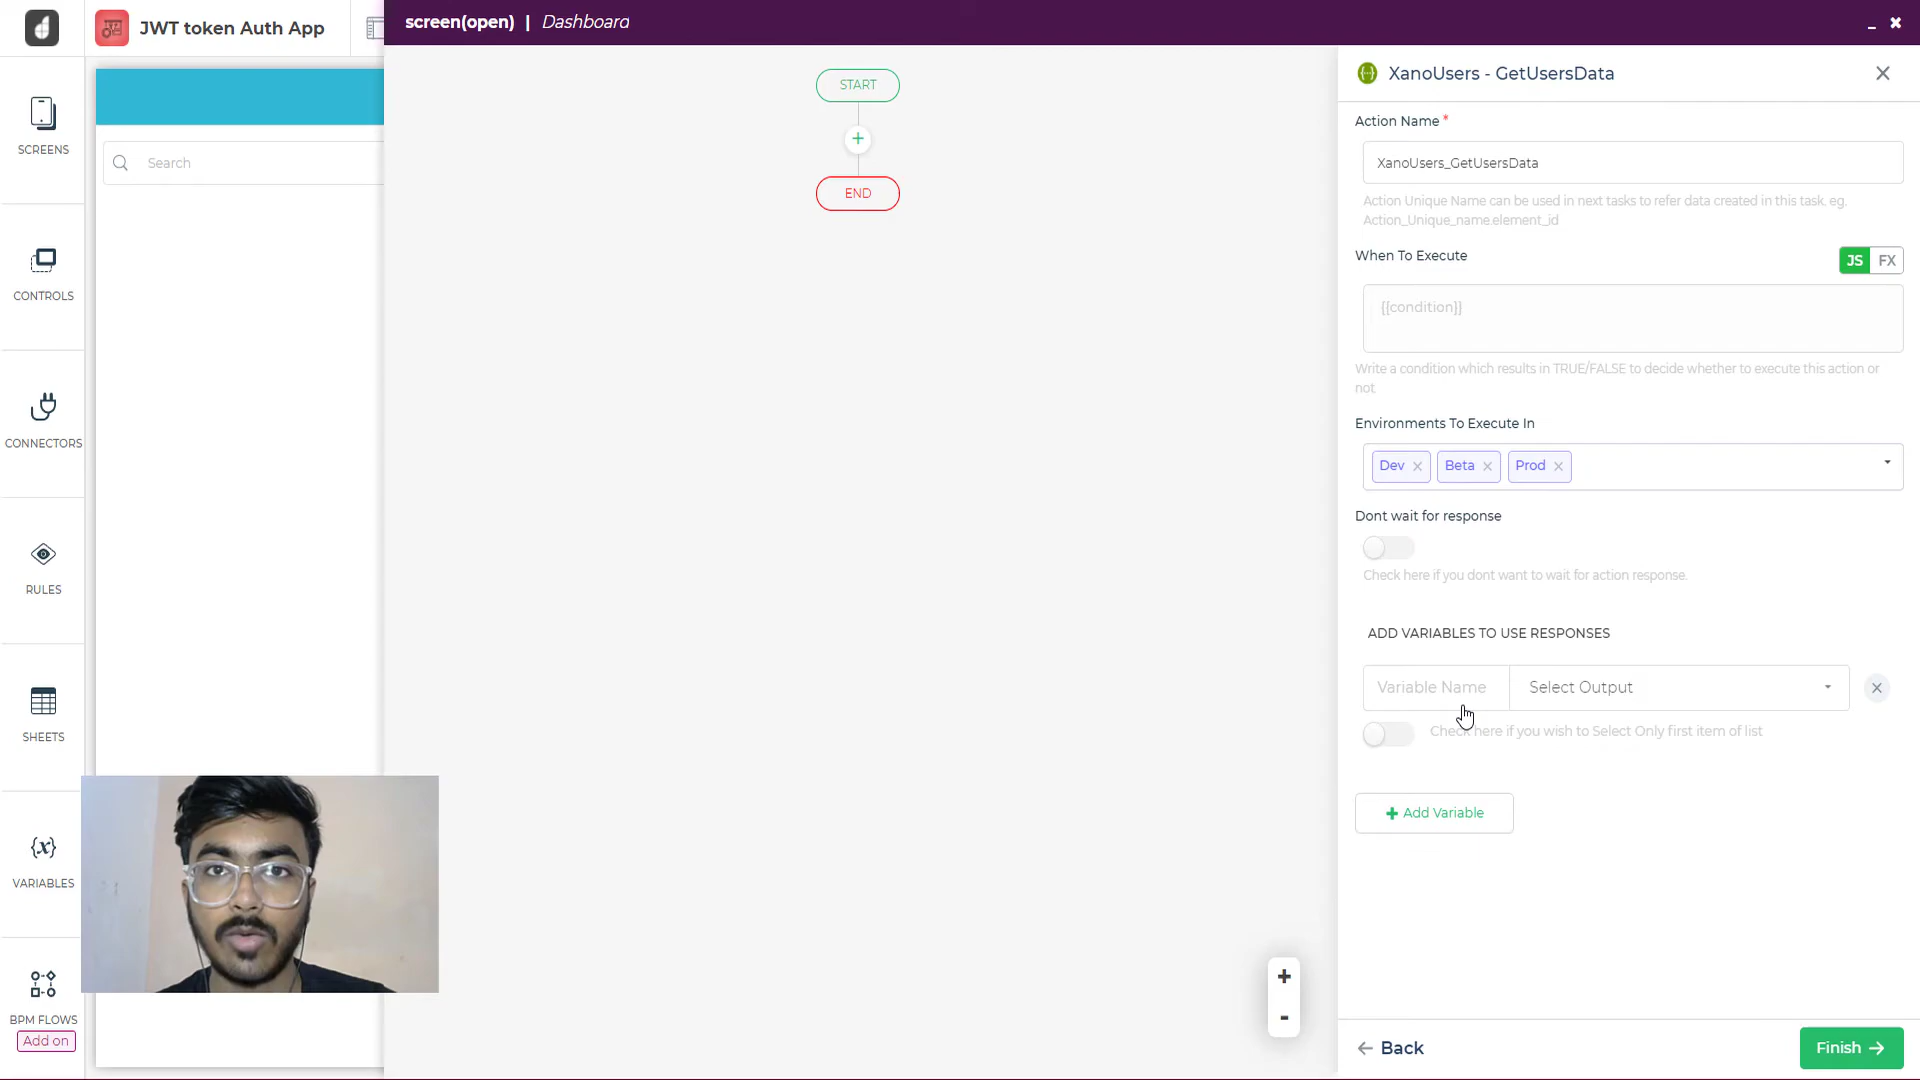 JWT token Auth App
screen(open) | Dashboard
XanoUsers - GetUsersData
START
+
END
Search
SCREENS
CONTROLS
CONNECTORS
RULES
SHEETS
VARIABLES
BPM FLOWS
Add on
Action Name *
XanoUsers_GetUsersData
Action Unique Name can be used in next tasks to refer data created in this task. eg.
Action_Unique_name.element_id
When To Execute
JS FX
{{condition}}
Write a condition which results in TRUE/FALSE to decide whether to execute this action or
not
Environments To Execute In
Dev Beta Prod
Dont wait for response
Check here if you dont want to wait for action response.
ADD VARIABLES TO USE RESPONSES
Variable Name Select Output
Check here if you wish to Select Only first item of list
+ Add Variable
+
-
← Back
Finish →